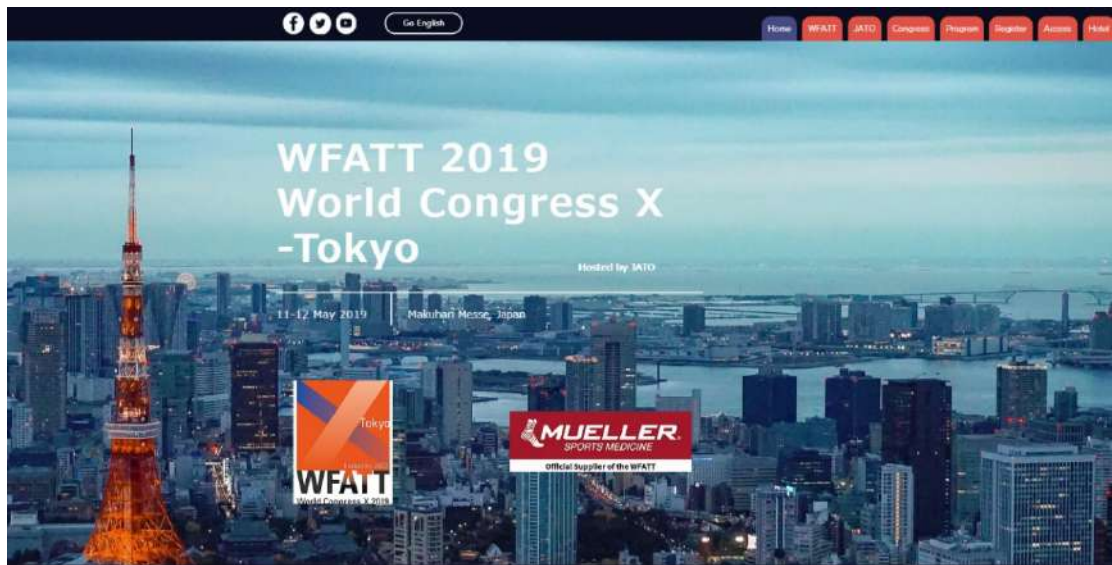 Go English
Home WFATT JATO Congress Program Register Access Hotel
WFATT 2019
World Congress X
-Tokyo
Hosted by JATO
11-12 May 2019 Makuhari Messe, Japan
Tokyo
WFATT
World Congress X 2019
MUELLER
SPORTS MEDICINE
Official Supplier of the WFATT